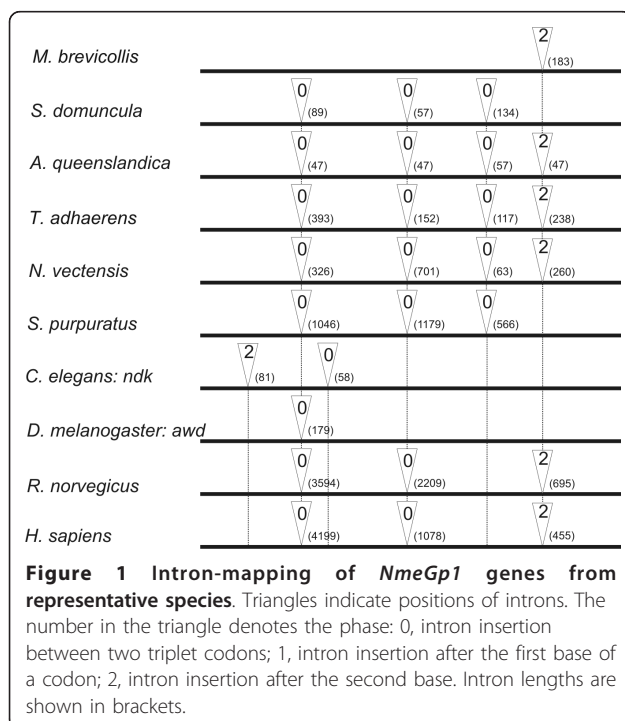 M. brevicollis 2 (183)
S. domuncula 0 (89) 0 (57) 0 (134)
A. queenslandica 0 (47) 0 (47) 0 (57) 2 (47)
T. adhaerens 0 (393) 0 (152) 0 (117) 2 (238)
N. vectensis 0 (326) 0 (701) 0 (63) 2 (260)
S. purpuratus 0 (1046) 0 (1179) 0 (566)
C. elegans: ndk 2 (81) 0 (58)
D. melanogaster: awd 0 (179)
R. norvegicus 0 (3594) 0 (2209) 2 (695)
H. sapiens 0 (4199) 0 (1078) 2 (455)
Figure 1 Intron-mapping of NmeGp1 genes from
representative species. Triangles indicate positions of introns. The
number in the triangle denotes the phase: 0, intron insertion
between two triplet codons; 1, intron insertion after the first base of
a codon; 2, intron insertion after the second base. Intron lengths are
shown in brackets.